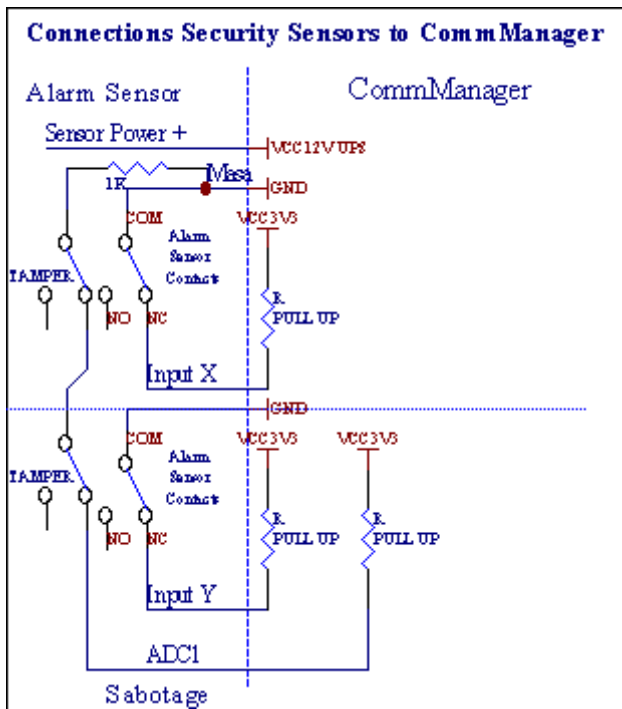 Connections Security Sensors to CommManager
Alarm Sensor
CommManager
Sensor Power +
VCC12V UPS
1K
Masa
GND
COM
VCC3V3
Alarm
Sensor
Contacts
TAMPER
NO
NC
R
PULL UP
Input X
GND
COM
VCC3V3
VCC3V3
Alarm
Sensor
Contacts
TAMPER
NO
NC
R
PULL UP
R
PULL UP
Input Y
ADC1
Sabotage